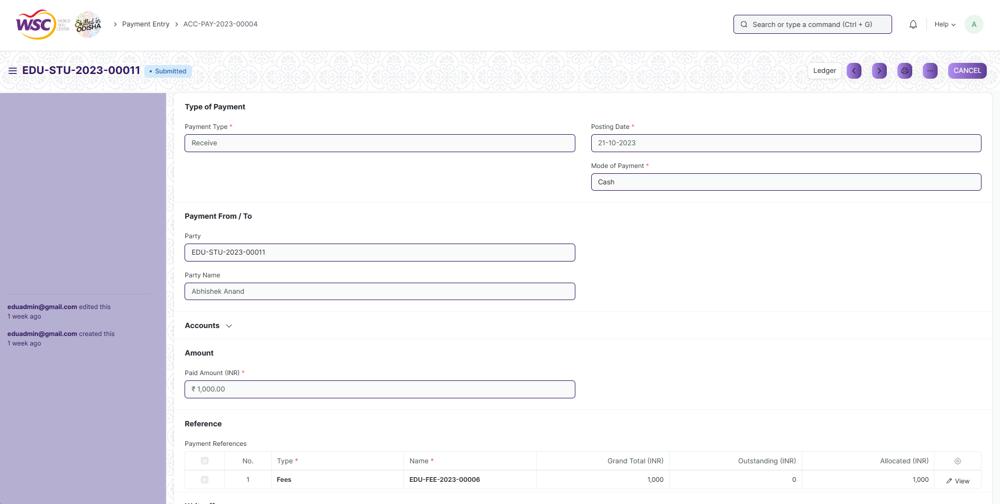 WSC WORLD SKILL CENTER Skilled in ODISHA > Payment Entry > ACC-PAY-2023-00004 Search or type a command (Ctrl + G) Help A
EDU-STU-2023-00011 • Submitted Ledger < > ... CANCEL
Type of Payment
Payment Type * Posting Date *
Receive 21-10-2023
Mode of Payment *
Cash
Payment From / To
Party
EDU-STU-2023-00011
Party Name
Abhishek Anand
eduadmin@gmail.com edited this
1 week ago
eduadmin@gmail.com created this
1 week ago
Accounts
Amount
Paid Amount (INR) *
₹ 1,000.00
Reference
Payment References
No. Type * Name * Grand Total (INR) Outstanding (INR) Allocated (INR)
1 Fees EDU-FEE-2023-00006 1,000 0 1,000 View